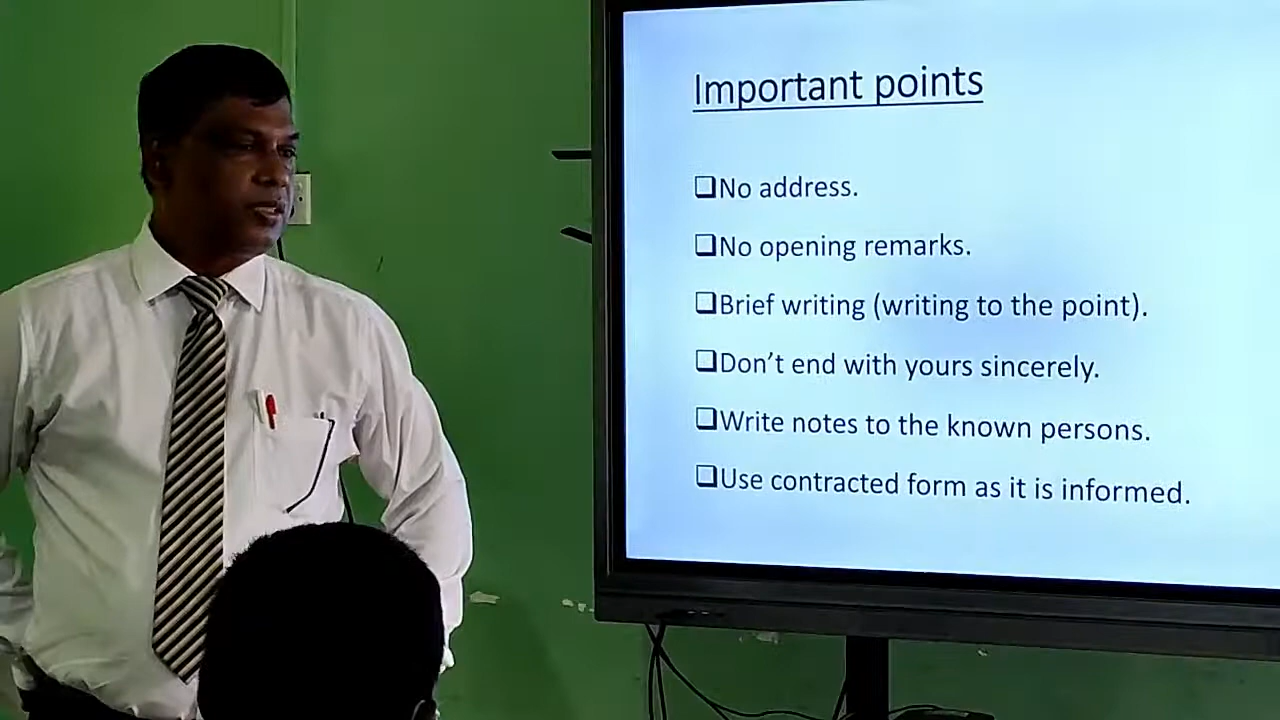 Important points
❑No address.
❑No opening remarks.
❑Brief writing (writing to the point).
❑Don’t end with yours sincerely.
❑Write notes to the known persons.
❑Use contracted form as it is informed.